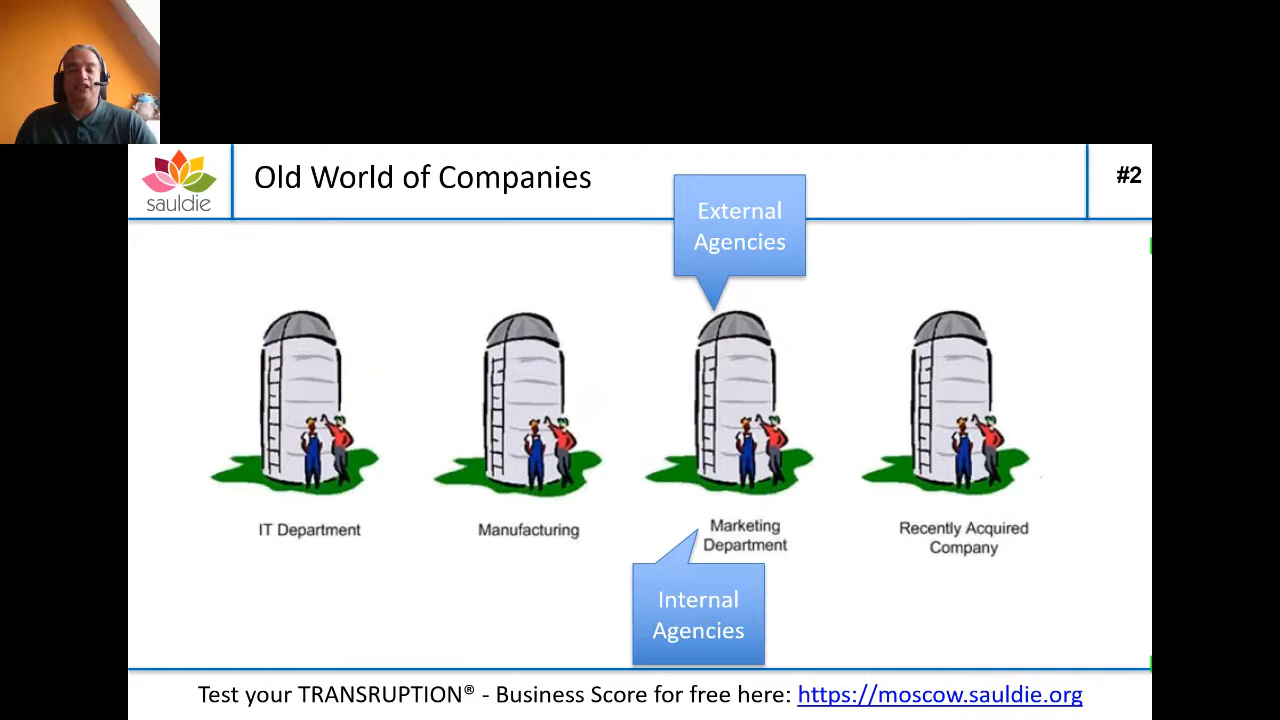 Old World of Companies
#2
sauldie
External
Agencies
IT Department
Manufacturing
Marketing
Department
Recently Acquired
Company
Internal
Agencies
Test your TRANSRUPTION® - Business Score for free here: https://moscow.sauldie.org